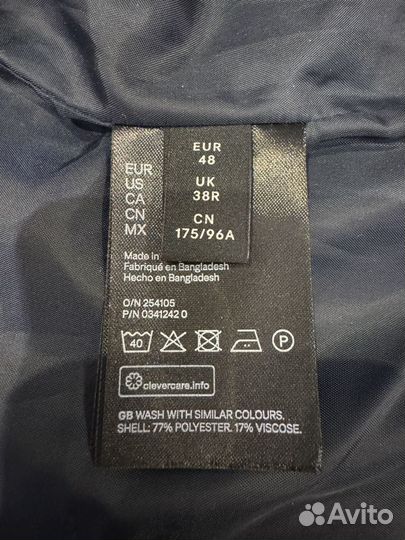 EUR
48
UK
38R
CN
175/96A
EUR
US
CA
CN
MX
Made in
Fabriqué en Bangladesh
Hecho en Bangladesh
O/N 254105
P/N 0341242 0
40
P
clevercare.info
GB WASH WITH SIMILAR COLOURS.
SHELL: 77% POLYESTER. 17% VISCOSE.
Avito